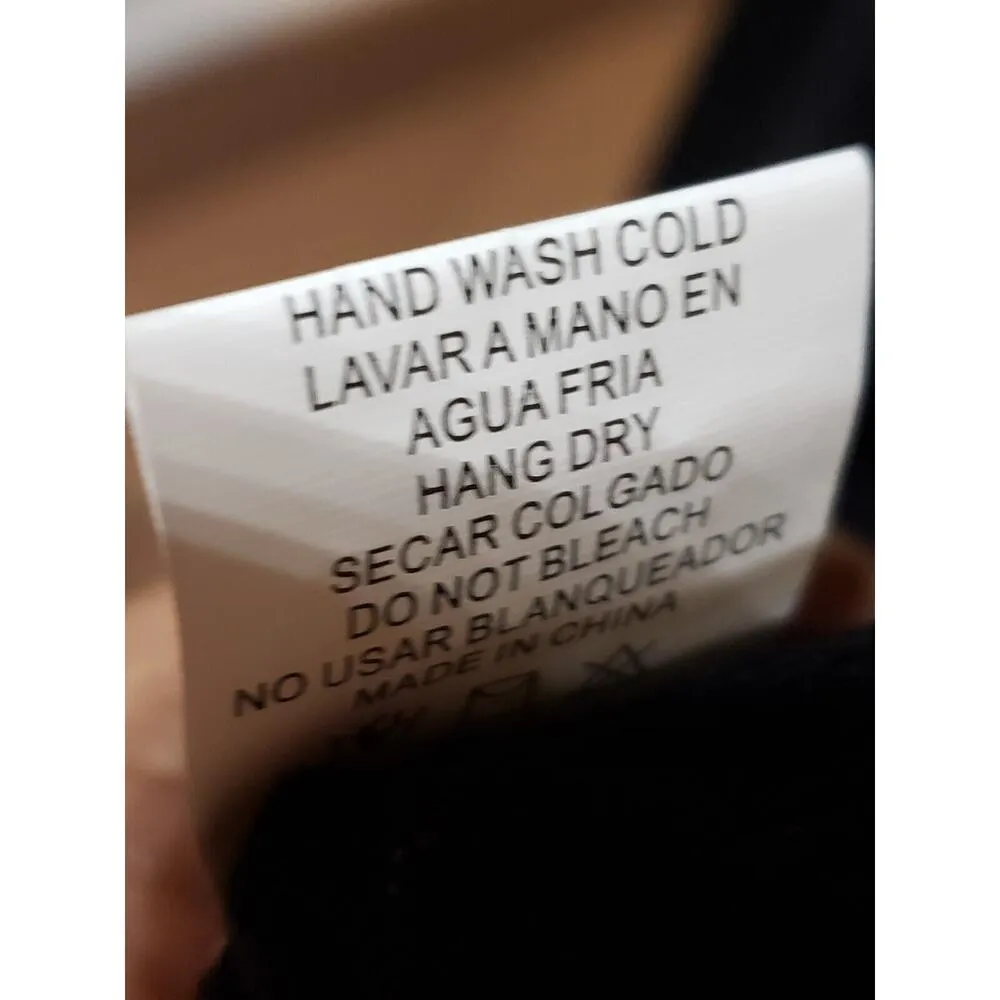 HAND WASH COLD
LAVAR A MANO EN
AGUA FRIA
HANG DRY
SECAR COLGADO
DO NOT BLEACH
NO USAR BLANQUEADOR
MADE IN CHINA